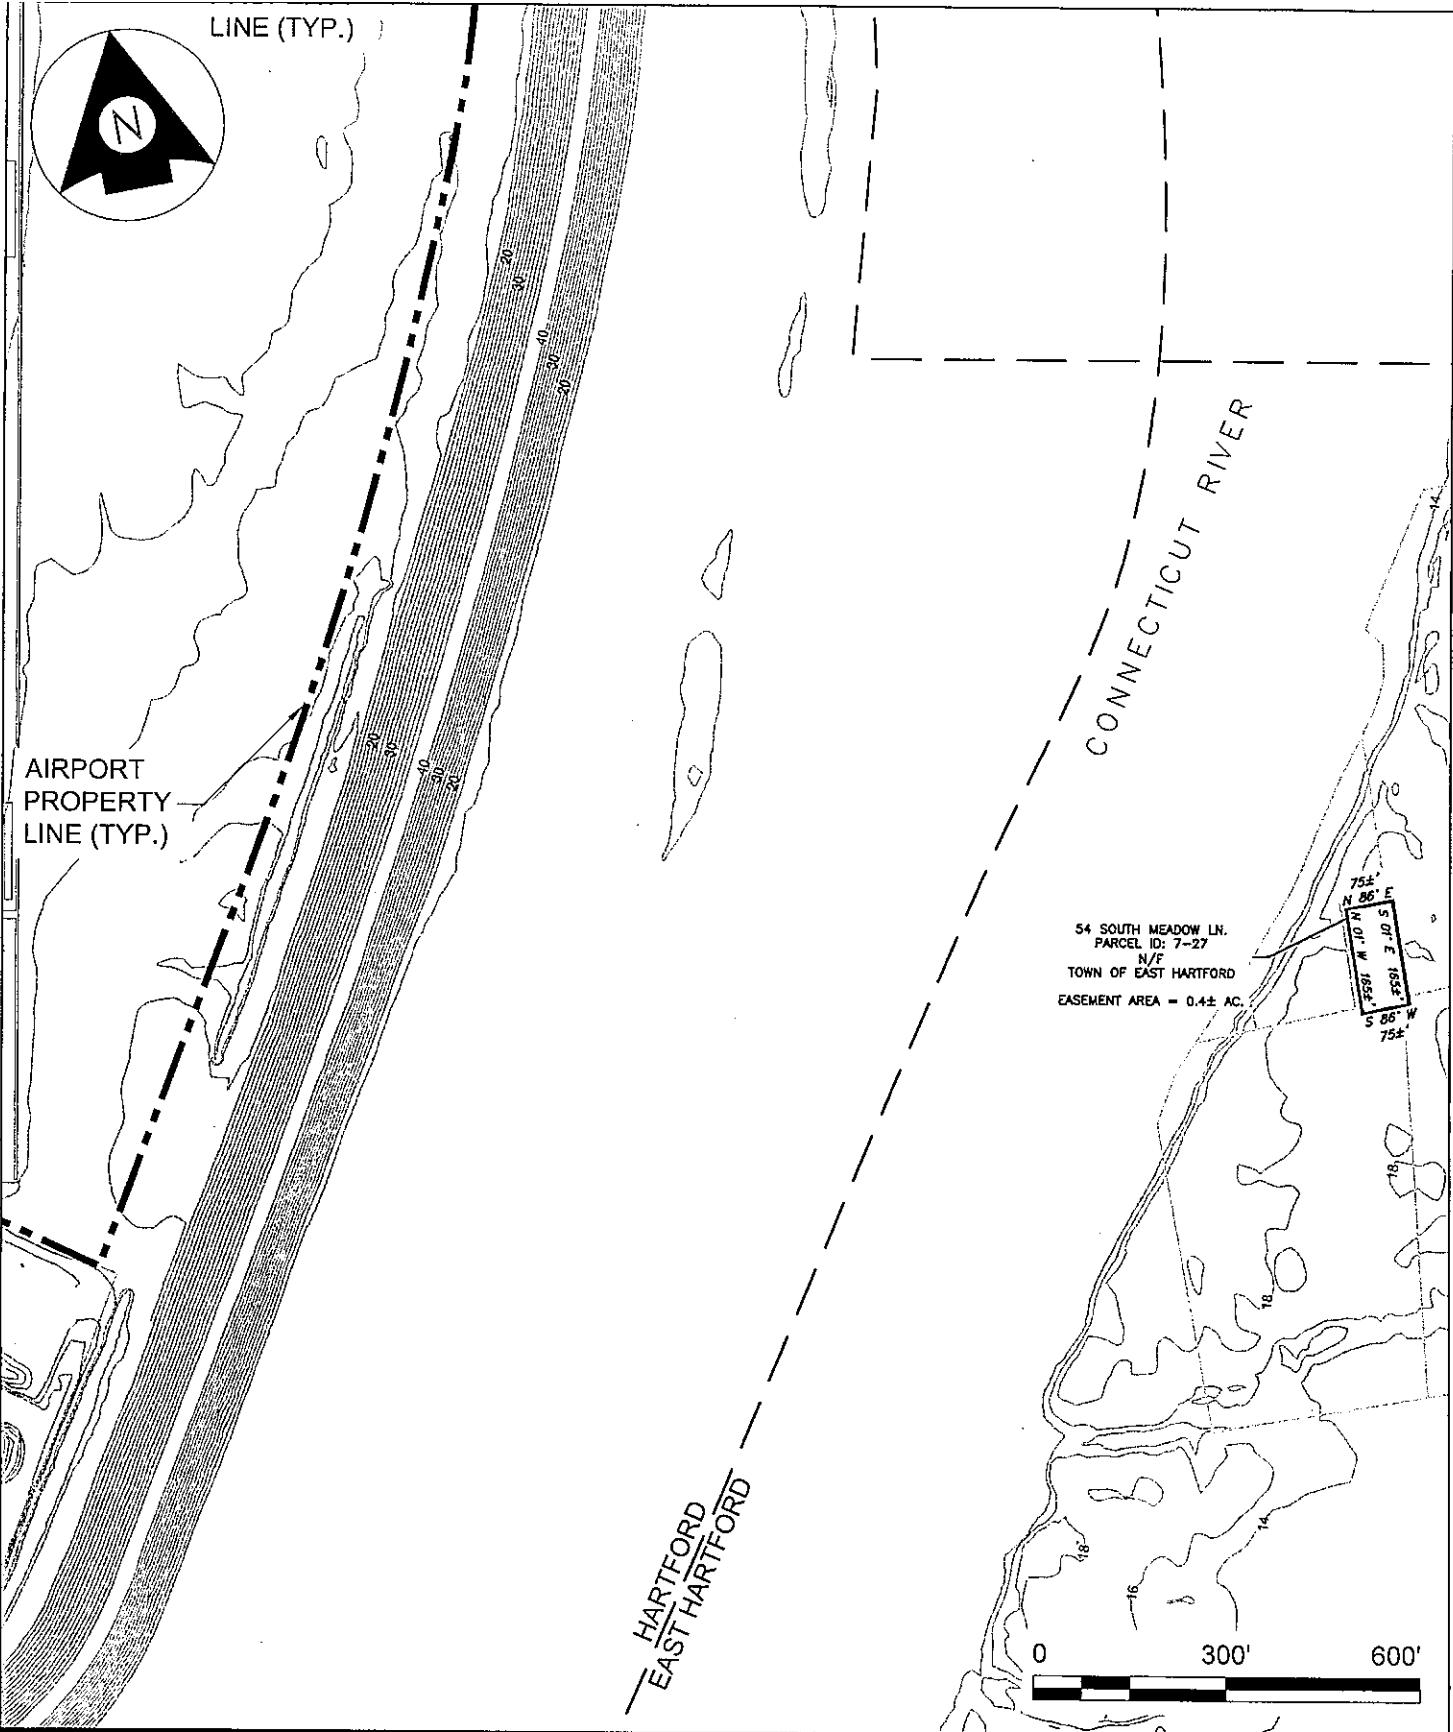 LINE (TYP.)
N
20
30
40
30
20
CONNECTICUT RIVER
14
20
30
40
30
20
AIRPORT
PROPERTY
LINE (TYP.)
75±'
N 86° E
S 01° E 165±'
N 01° W 165±'
S 86° W
75±'
54 SOUTH MEADOW LN.
PARCEL ID: 7-27
N/F
TOWN OF EAST HARTFORD
EASEMENT AREA = 0.4± AC.
18
18
14
18
16
HARTFORD
EAST HARTFORD
0 300' 600'